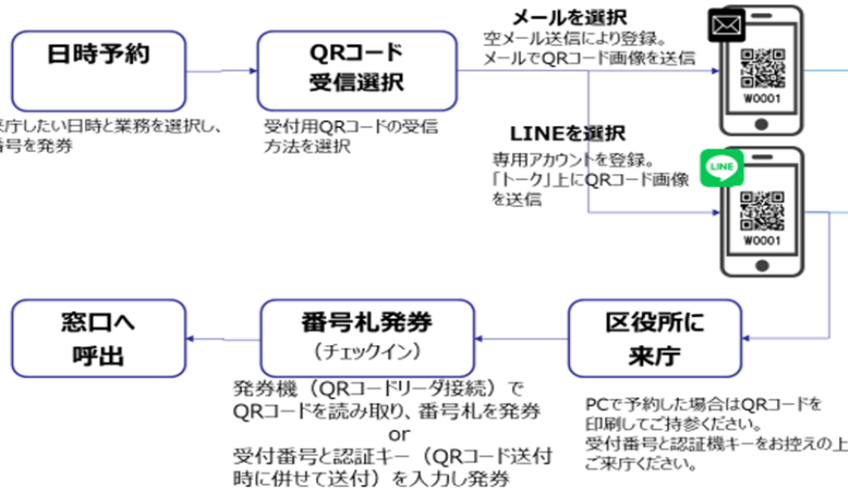 日時予約
来庁したい日時と業務を選択し、
番号を発券
QRコード
受信選択
受付用QRコードの受信
方法を選択
メールを選択
空メール送信により登録。
メールでQRコード画像を送信
W0001
LINEを選択
専用アカウントを登録。
「トーク」上にQRコード画像
を送信
LINE
W0001
区役所に
来庁
PCで予約した場合はQRコードを
印刷してご持参ください。
受付番号と認証機キーをお控えの上
ご来庁ください。
番号札発券
（チェックイン）
発券機（QRコードリーダ接続）で
QRコードを読み取り、番号札を発券
or
受付番号と認証キー（QRコード送付
時に併せて送付）を入力し発券
窓口へ
呼出